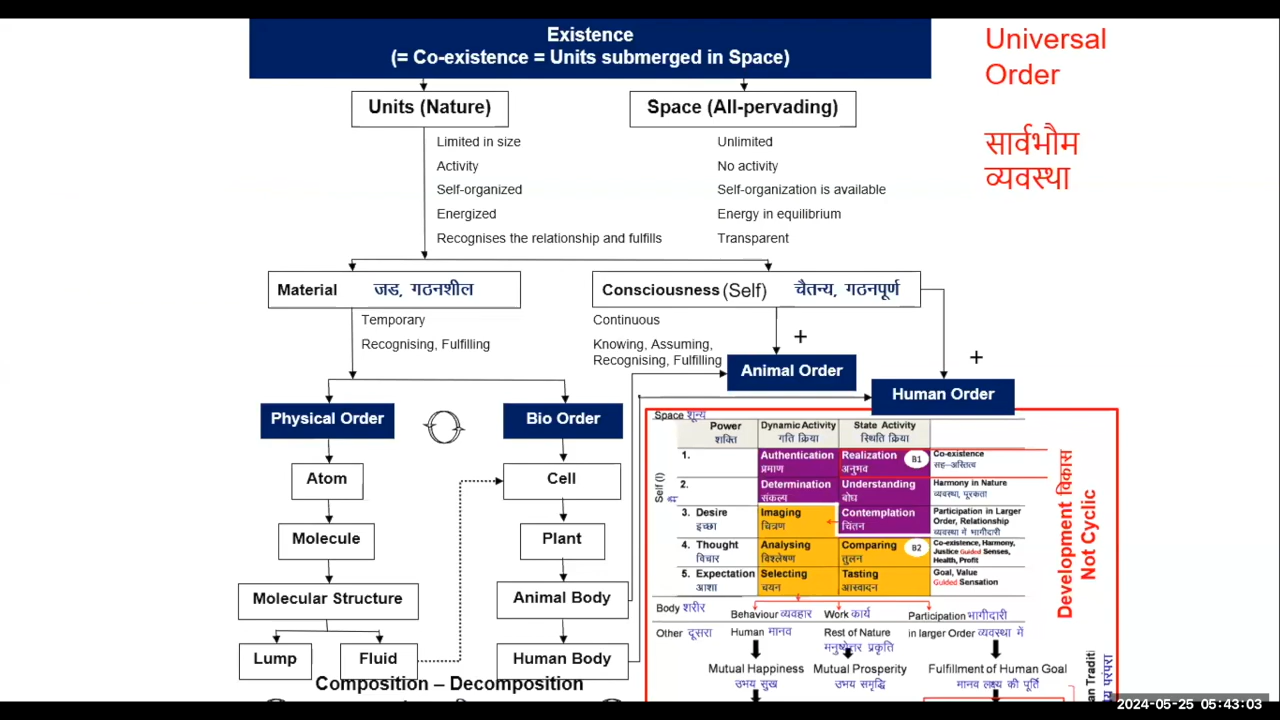 Existence
(= Co-existence = Units submerged in Space)
Universal
Order
सार्वभौम
व्यवस्था
Units (Nature)
Space (All-pervading)
Limited in size
Activity
Self-organized
Energized
Recognises the relationship and fulfills
Unlimited
No activity
Self-organization is available
Energy in equilibrium
Transparent
Material जड, गठनशील
Consciousness (Self) चैतन्य, गठनपूर्ण
Temporary
Recognising, Fulfilling
Continuous
Knowing, Assuming,
Recognising, Fulfilling
+
+
Animal Order
Human Order
Physical Order
Bio Order
Atom
Molecule
Molecular Structure
Lump
Fluid
Cell
Plant
Animal Body
Human Body
Composition – Decomposition
Space शून्य
Power
शक्ति
Dynamic Activity
गति क्रिया
State Activity
स्थिति क्रिया
Self (I)
मैं
1.
Authentication
प्रमाण
Realization
अनुभव
B1
Co-existence
सह-अस्तित्व
2.
Determination
संकल्प
Understanding
बोध
Harmony in Nature
व्यवस्था, पूरकता
3. Desire
इच्छा
Imaging
चित्रण
Contemplation
चिंतन
Participation in Larger
Order, Relationship
व्यवस्था में भागीदारी
4. Thought
विचार
Analysing
विश्लेषण
Comparing
तुलन
B2
Co-existence, Harmony,
Justice Guided Senses,
Health, Profit
5. Expectation
आशा
Selecting
चयन
Tasting
आस्वादन
Goal, Value
Guided Sensation
Body शरीर
Behaviour व्यवहार
Work कार्य
Participation भागीदारी
Other दूसरा
Human मानव
Rest of Nature
मनुष्येत्तर प्रकृति
in larger Order व्यवस्था में
Mutual Happiness
उभय सुख
Mutual Prosperity
उभय समृद्धि
Fulfillment of Human Goal
मानव लक्ष्य की पूर्ति
Development विकास
Not Cyclic
परंपरा
2024-05-25 05:43:03